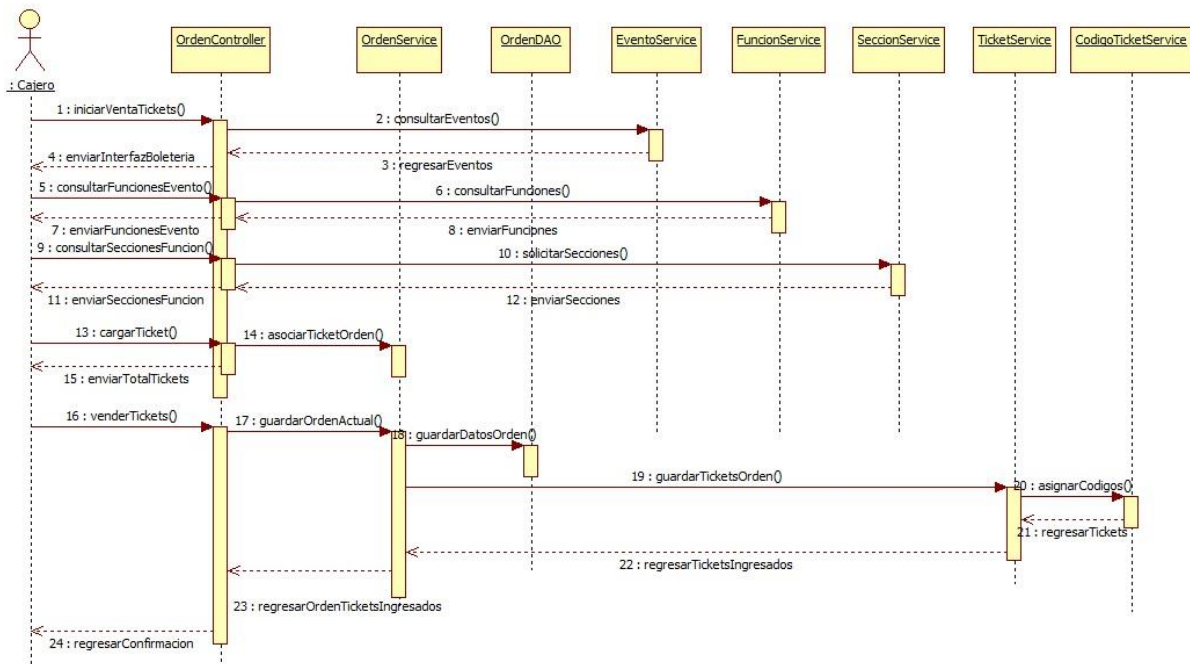 OrdenController
OrdenService
OrdenDAO
EventoService
FuncionService
SeccionService
TicketService
CodigoTicketService
: Cajero
1 : iniciarVentaTickets()
2 : consultarEventos()
3 : regresarEventos
4 : enviarInterfazBoleteria
5 : consultarFuncionesEvento()
6 : consultarFunciones()
7 : enviarFuncionesEvento
8 : enviarFunciones
9 : consultarSeccionesFuncion()
10 : solicitarSecciones()
11 : enviarSeccionesFuncion
12 : enviarSecciones
13 : cargarTicket()
14 : asociarTicketOrden()
15 : enviarTotalTickets
16 : venderTickets()
17 : guardarOrdenActual()
18 : guardarDatosOrden()
19 : guardarTicketsOrden()
20 : asignarCodigos()
21 : regresarTickets
22 : regresarTicketsIngresados
23 : regresarOrdenTicketsIngresados
24 : regresarConfirmacion